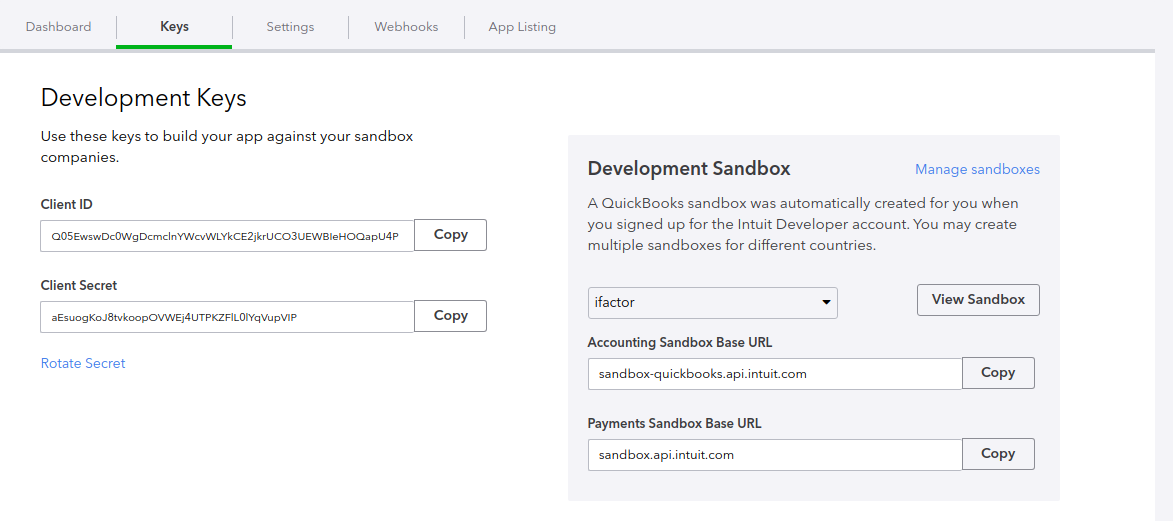 Dashboard
Keys
Settings
Webhooks
App Listing
Development Keys
Use these keys to build your app against your sandbox
companies.
Client ID
Q05EwswDc0WgDcmclnYWcvWLYkCE2jkrUCO3UEWBIeHOQapU4P
Copy
Client Secret
aEsuogKoJ8tvkoopOVWEj4UTPKZFlL0lYqVupVIP
Copy
Rotate Secret
Development Sandbox
Manage sandboxes
A QuickBooks sandbox was automatically created for you when
you signed up for the Intuit Developer account. You may create
multiple sandboxes for different countries.
ifactor
View Sandbox
Accounting Sandbox Base URL
sandbox-quickbooks.api.intuit.com
Copy
Payments Sandbox Base URL
sandbox.api.intuit.com
Copy